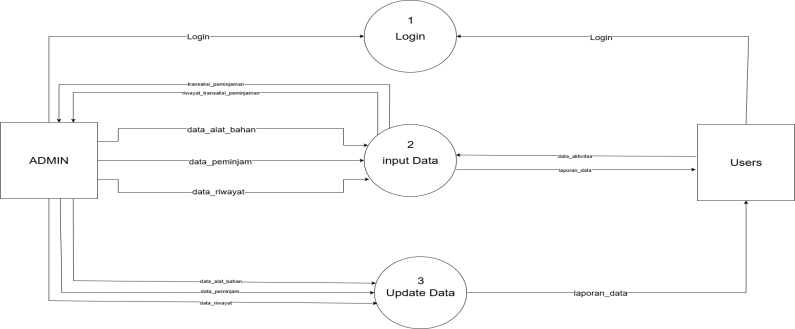 1
Login
Login
Login
transaksi_peminjaman
riwayat_transaksi_peminjaman
data_alat_bahan
2
input Data
ADMIN
data_peminjam
data_riwayat
data_aktivitas
laporan_data
Users
3
Update Data
data_alat_bahan
data_peminjam
data_riwayat
laporan_data